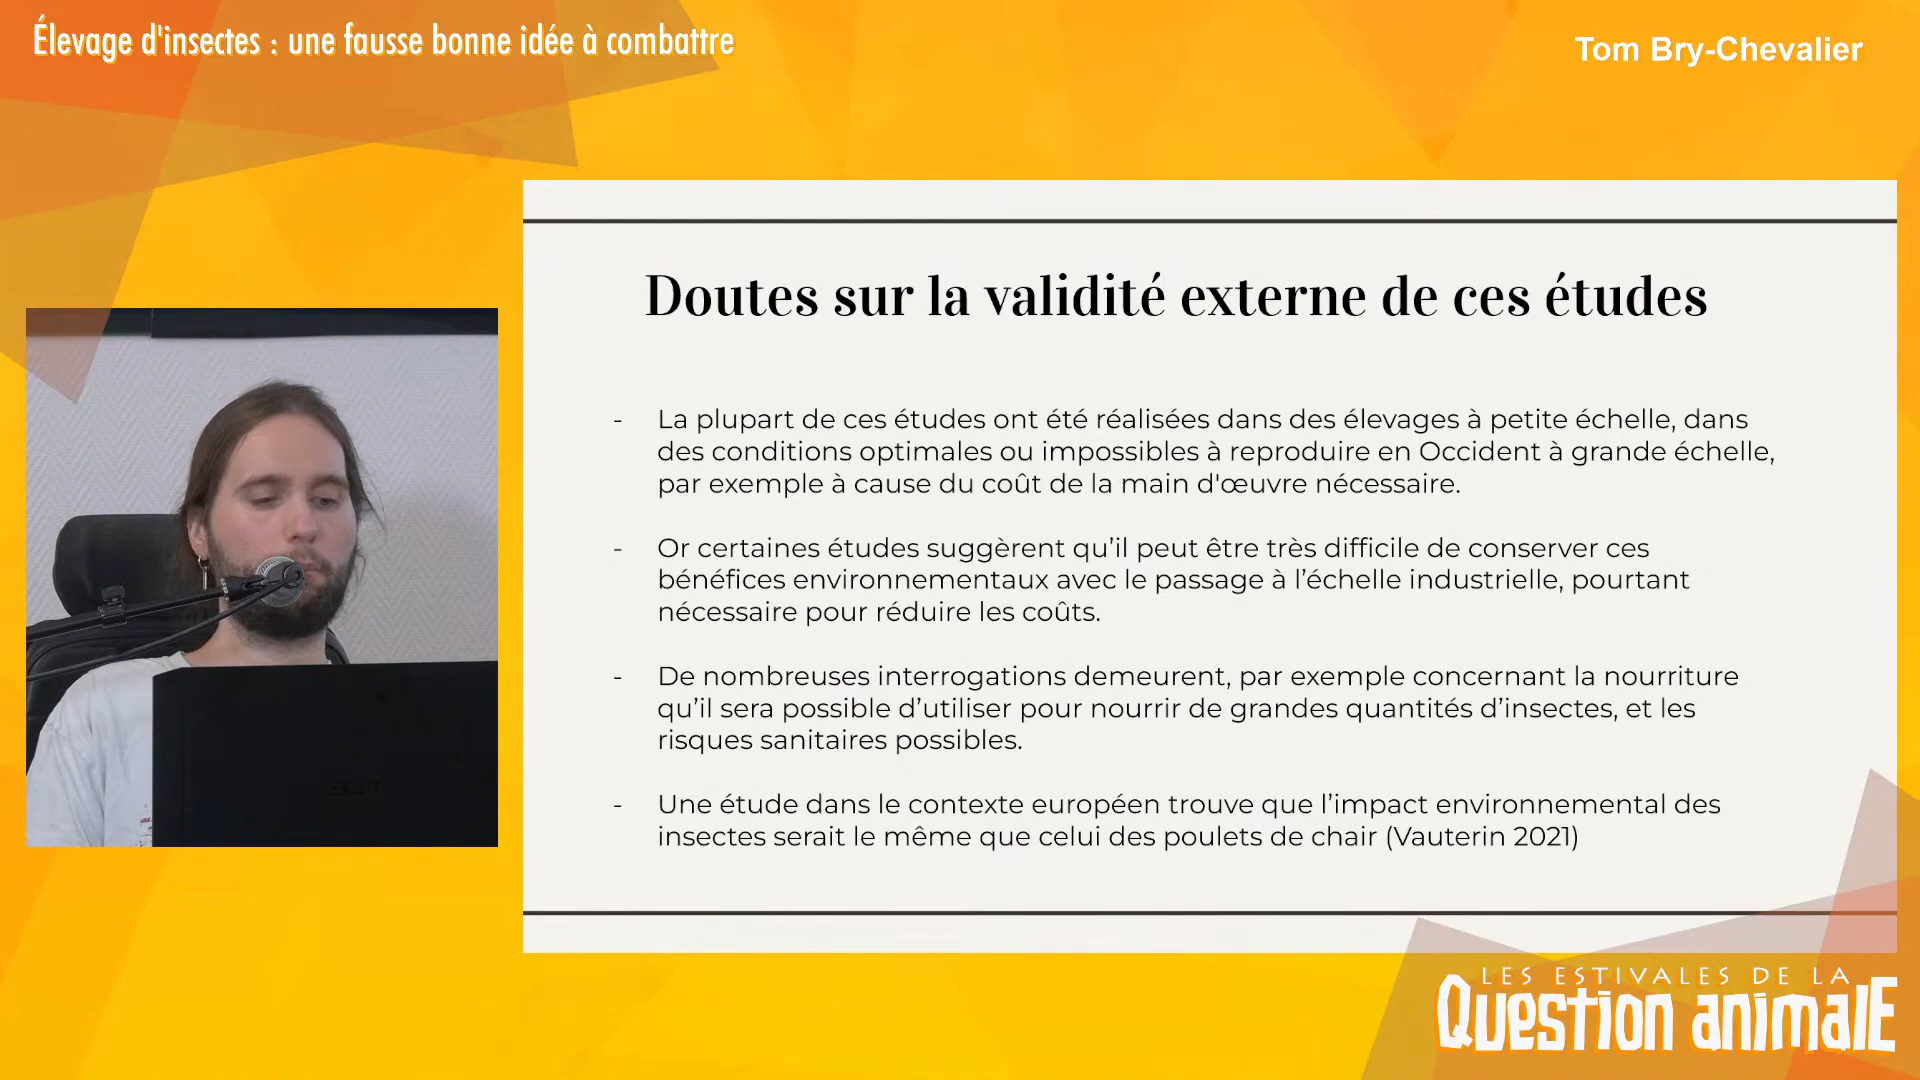 Élevage d'insectes : une fausse bonne idée à combattre
Tom Bry-Chevalier
Doutes sur la validité externe de ces études
- La plupart de ces études ont été réalisées dans des élevages à petite échelle, dans
des conditions optimales ou impossibles à reproduire en Occident à grande échelle,
par exemple à cause du coût de la main d'œuvre nécessaire.
- Or certaines études suggèrent qu’il peut être très difficile de conserver ces
bénéfices environnementaux avec le passage à l’échelle industrielle, pourtant
nécessaire pour réduire les coûts.
- De nombreuses interrogations demeurent, par exemple concernant la nourriture
qu’il sera possible d’utiliser pour nourrir de grandes quantités d’insectes, et les
risques sanitaires possibles.
- Une étude dans le contexte européen trouve que l’impact environnemental des
insectes serait le même que celui des poulets de chair (Vauterin 2021)
LES ESTIVALES DE LA
QuEstion animalE